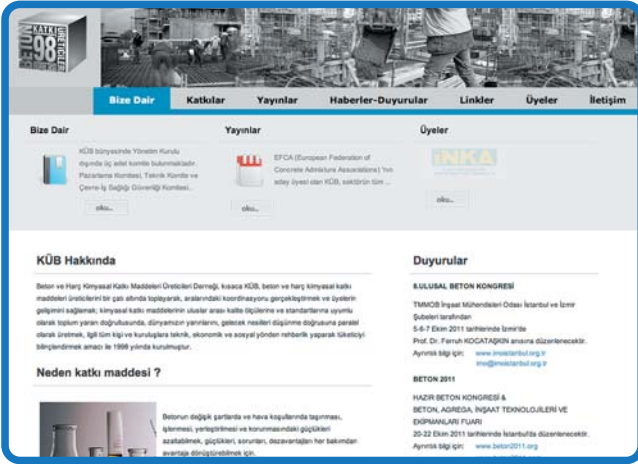 BETON
KATKI
98
ÜRETİCİLERİ
Bize Dair
Katkılar
Yayınlar
Haberler-Duyurular
Linkler
Üyeler
İletişim
Bize Dair
KÜB bünyesinde Yönetim Kurulu
dışında üç adet komite bulunmaktadır.
Pazarlama Komitesi, Teknik Komite ve
Çevre-İş Sağlığı Güvenliği Komitesi...
oku..
Yayınlar
EFCA (European Federation of
Concrete Admixture Associations) 'nın
aday üyesi olan KÜB, sektörün tüm ...
oku..
Üyeler
İNKA
oku..
KÜB Hakkında
Beton ve Harç Kimyasal Katkı Maddeleri Üreticileri Derneği, kısaca KÜB, beton ve harç kimyasal katkı
maddeleri üreticilerini bir çatı altında toplayarak, aralarındaki koordinasyonu gerçekleştirmek ve üyelerin
gelişimini sağlamak; kimyasal katkı maddelerinin uluslar arası kalite ölçülerine ve standartlarına uyumlu
olarak toplum yararı doğrultusunda, dünyamızın yarınlarını, gelecek nesilleri düşünme doğrusuna paralel
olarak üretmek, ilgili tüm kişi ve kuruluşlara teknik, ekonomik ve sosyal yönden rehberlik yaparak tüketiciyi
bilinçlendirmek amacı ile 1998 yılında kurulmuştur.
Neden katkı maddesi ?
Betonun değişik şartlarda ve hava koşullarında taşınması,
işlenmesi, yerleştirilmesi ve korunmasındaki güçlükleri
azaltabilmek, güçlükleri, sorunları, dezavantajları her bakımdan
avantaja dönüştürebilmek için.
Duyurular
8.ULUSAL BETON KONGRESİ
TMMOB İnşaat Mühendisleri Odası İstanbul ve İzmir
Şubeleri tarafından
5-6-7 Ekim 2011 tarihlerinde İzmir'de
Prof. Dr. Ferruh KOCATAŞKIN anısına düzenlenecektir.
Ayrıntılı bilgi için; www.imoistanbul.org.tr
imo@imoistanbul.org.tr
BETON 2011
HAZIR BETON KONGRESİ &
BETON, AGREGA, İNŞAAT TEKNOLOJİLERİ VE
EKİPMANLARI FUARI
20-22 Ekim 2011 tarihlerinde İstanbul'da düzenlenecektir.
Ayrıntılı bilgi için; www.beton2011.org